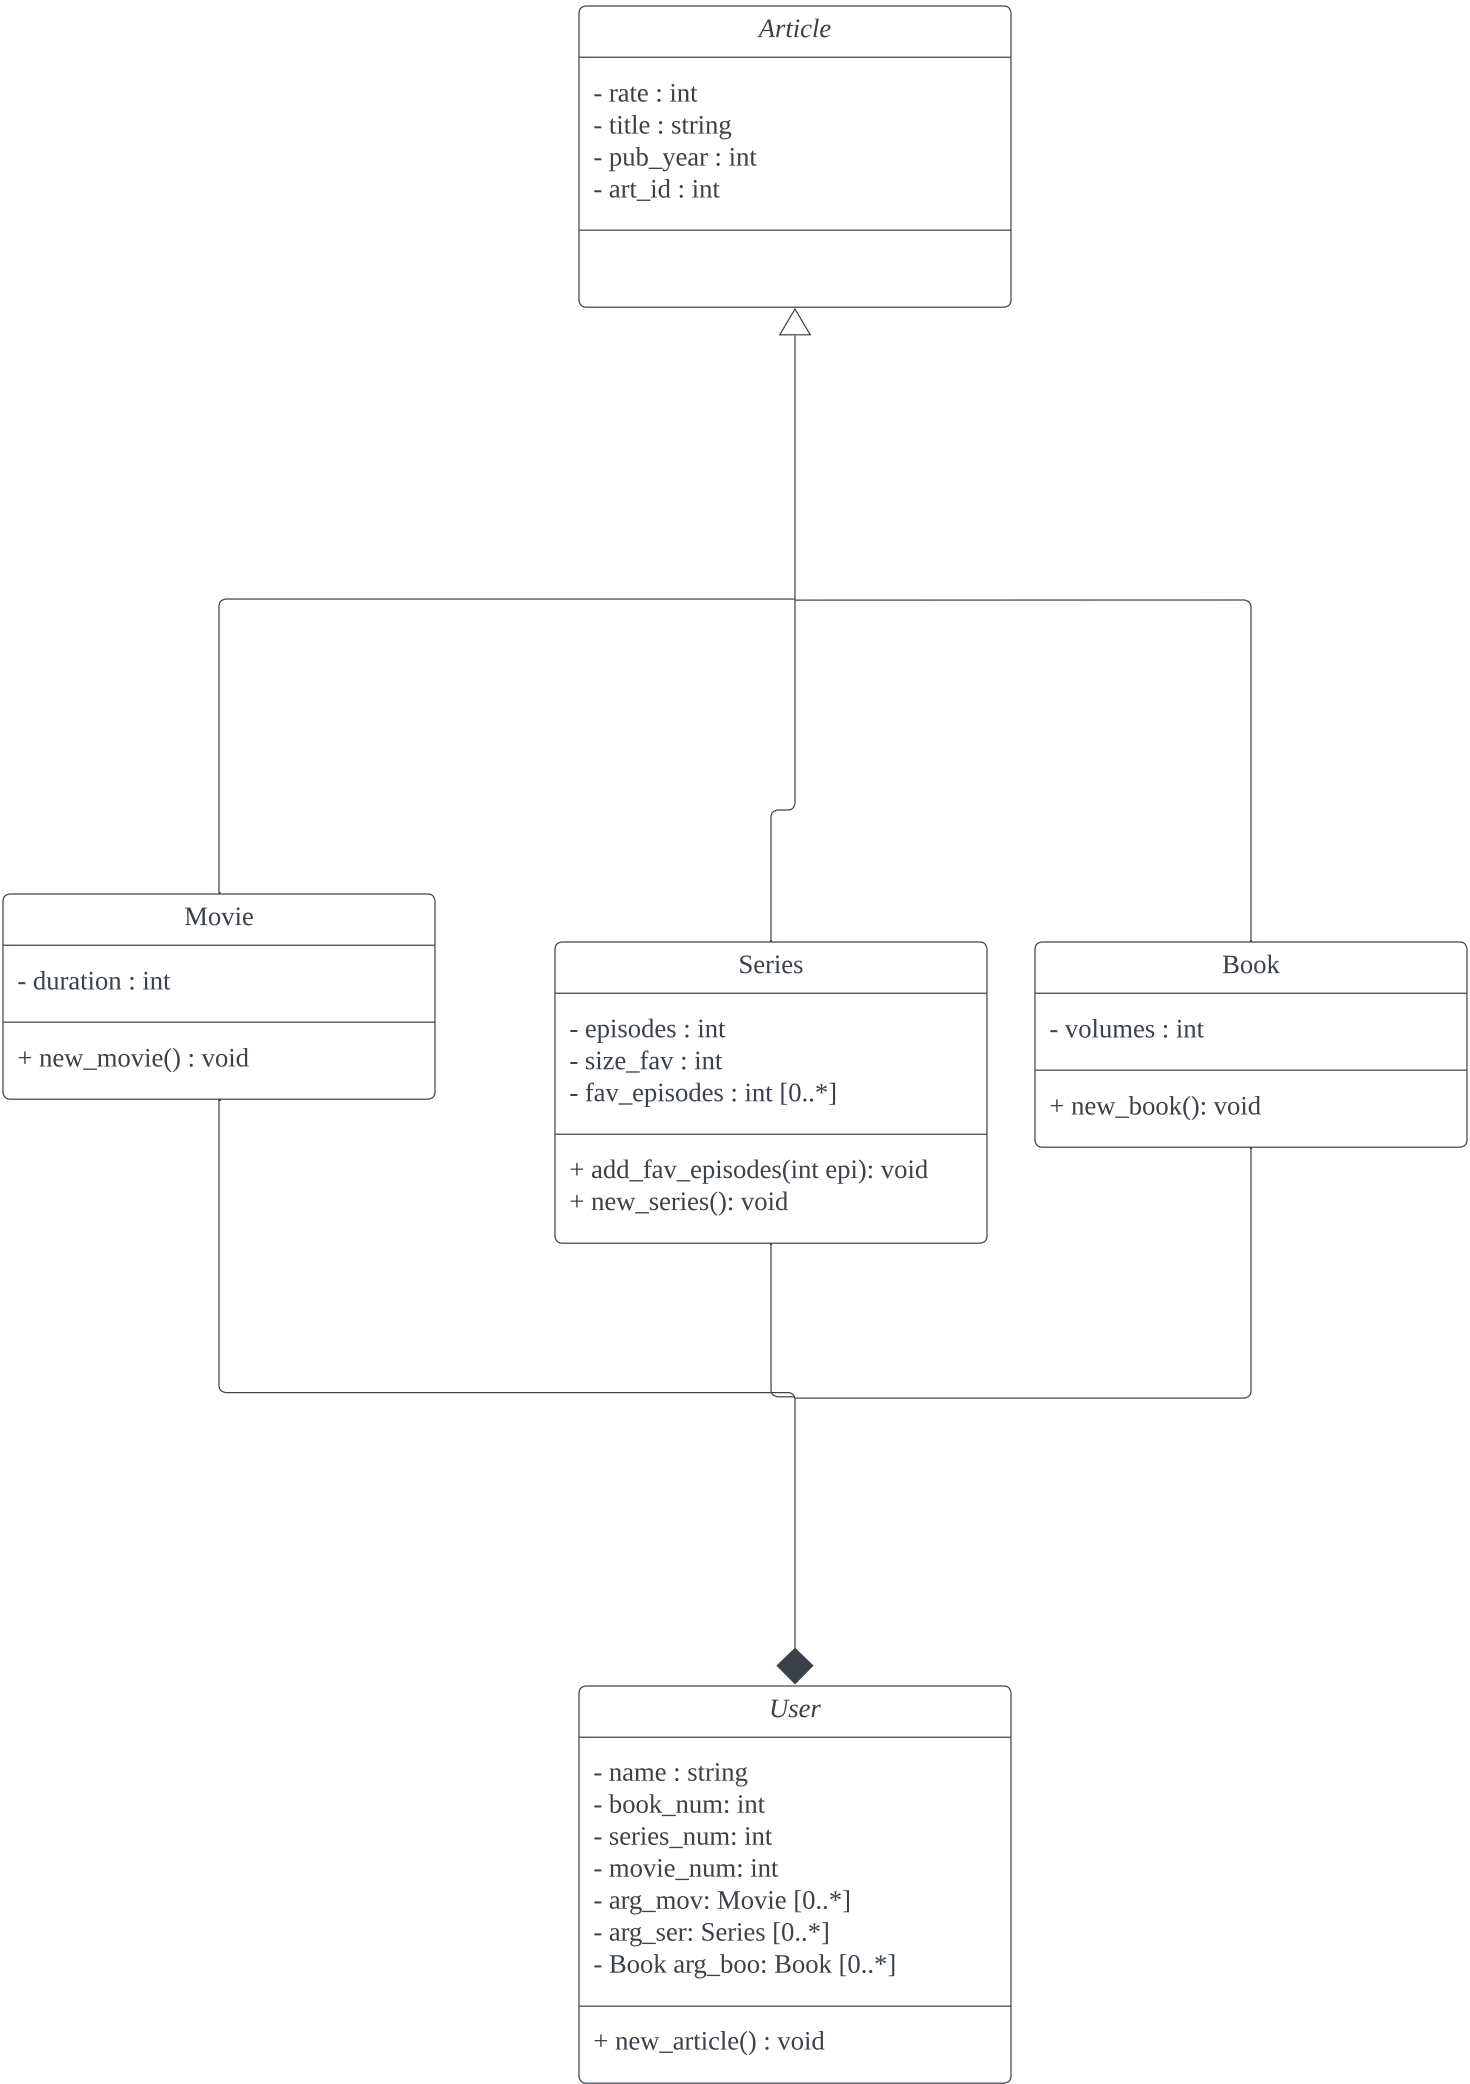 Article
- rate : int
- title : string
- pub_year : int
- art_id : int
Movie
- duration : int
+ new_movie() : void
Series
- episodes : int
- size_fav : int
- fav_episodes : int [0..*]
+ add_fav_episodes(int epi): void
+ new_series(): void
Book
- volumes : int
+ new_book(): void
User
- name : string
- book_num: int
- series_num: int
- movie_num: int
- arg_mov: Movie [0..*]
- arg_ser: Series [0..*]
- Book arg_boo: Book [0..*]
+ new_article() : void